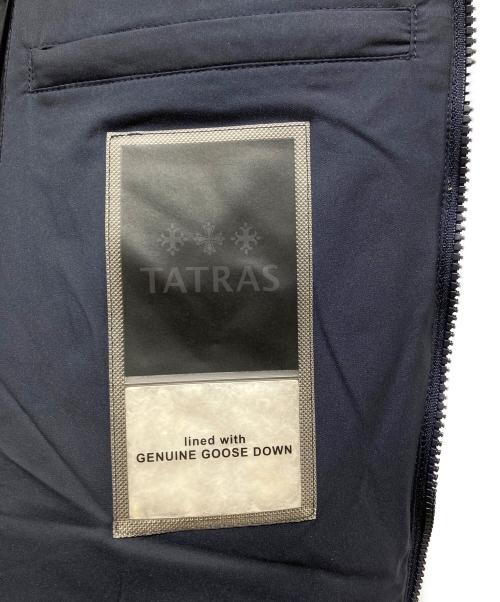 TATRAS
lined with
GENUINE GOOSE DOWN